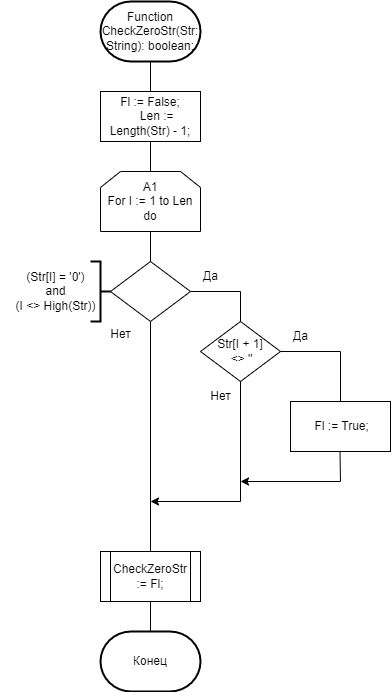 Function
CheckZeroStr(Str:
String): boolean;
Fl := False;
Len :=
Length(Str) - 1;
A1
For I := 1 to Len
do
(Str[I] = '0')
and
(I <> High(Str))
Да
Нет
Str[I + 1]
<> ''
Да
Нет
Fl := True;
CheckZeroStr
:= Fl;
Конец